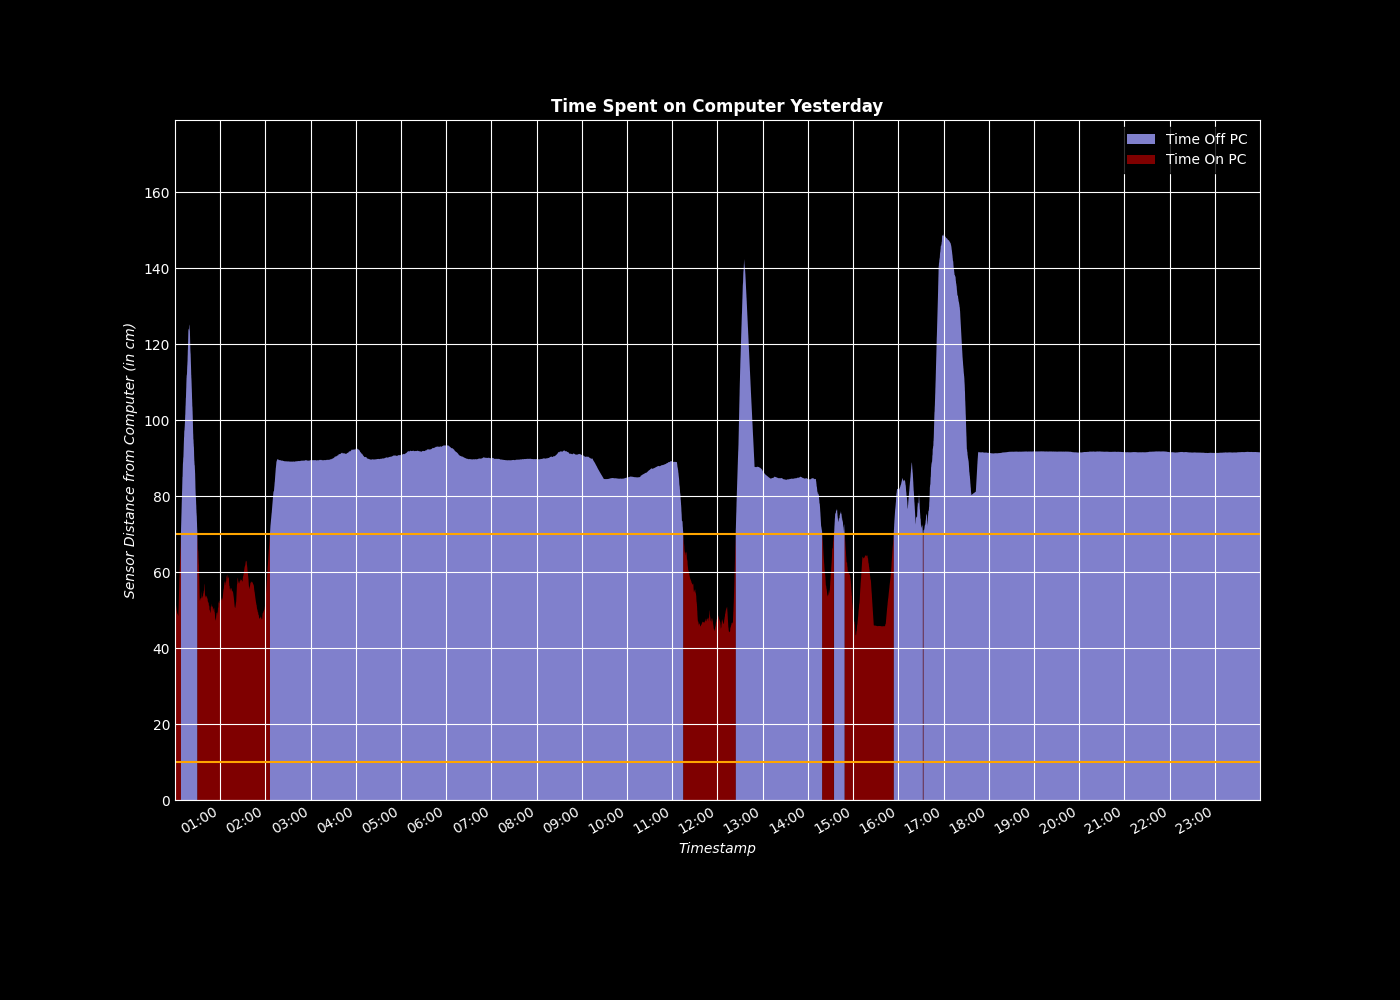 Time Spent on Computer Yesterday
Time Off PC
Time On PC
Sensor Distance from Computer (in cm)
160
140
120
100
80
60
40
20
0
01:00 02:00 03:00 04:00 05:00 06:00 07:00 08:00 09:00 10:00 11:00 12:00 13:00 14:00 15:00 16:00 17:00 18:00 19:00 20:00 21:00 22:00 23:00
Timestamp